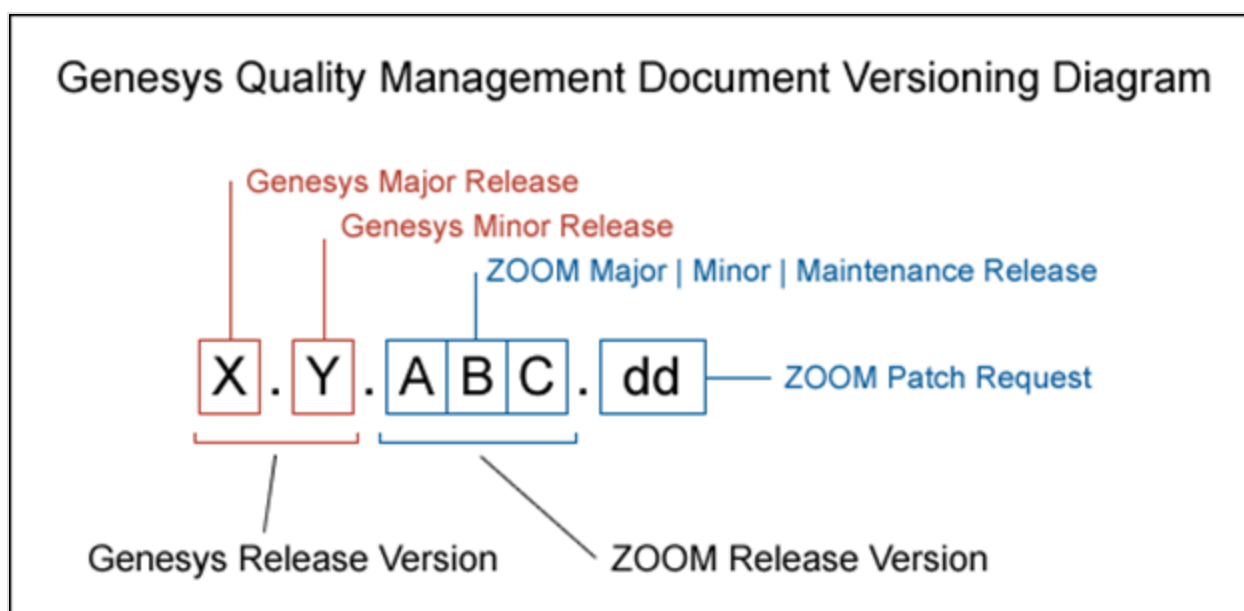 Genesys Quality Management Document Versioning Diagram
Genesys Major Release
Genesys Minor Release
ZOOM Major | Minor | Maintenance Release
X . Y . A B C . dd
ZOOM Patch Request
Genesys Release Version
ZOOM Release Version